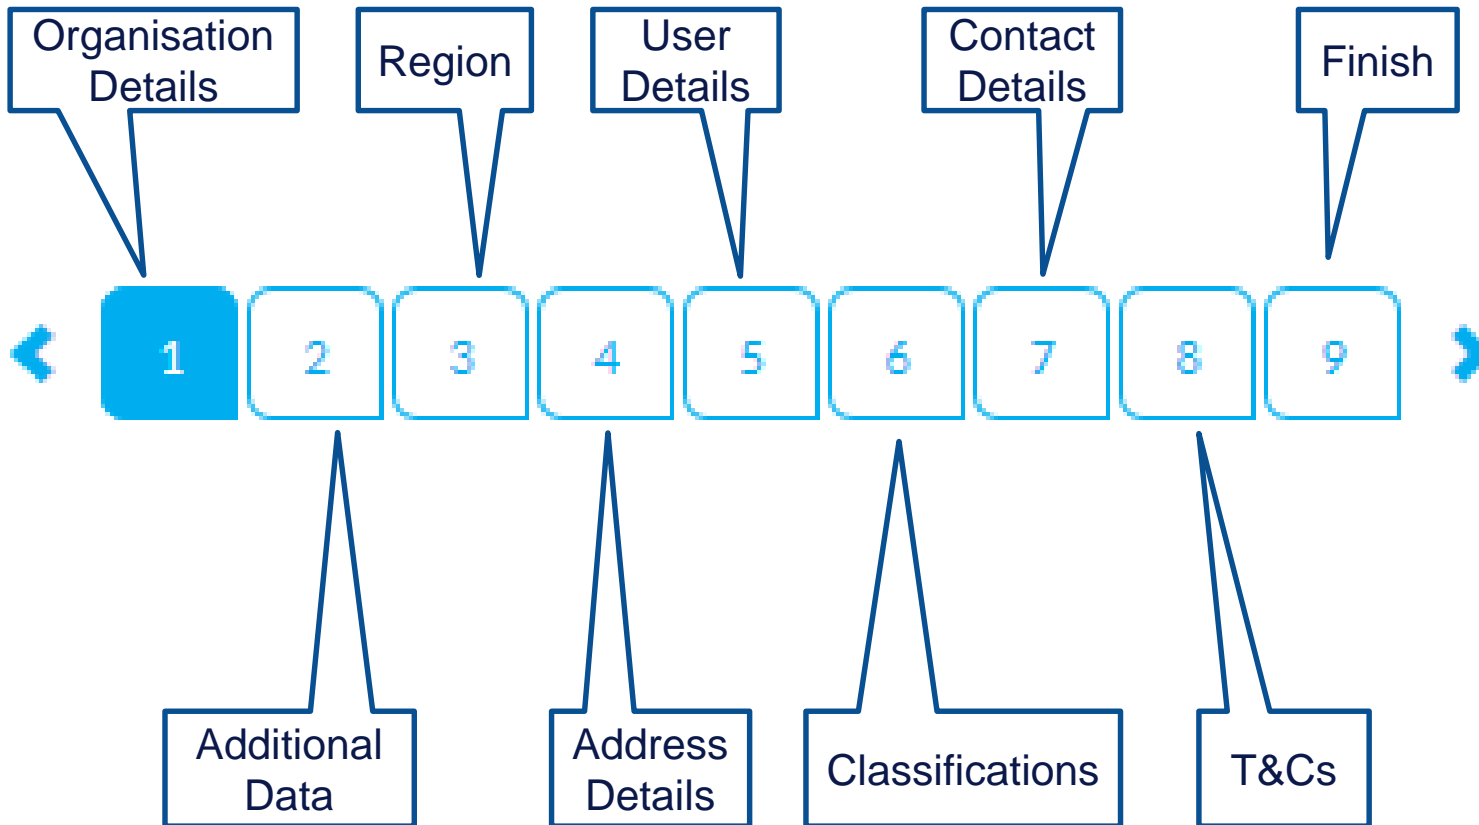 Organisation
Details
Region
User
Details
Contact
Details
Finish
1 2 3 4 5 6 7 8 9
Additional
Data
Address
Details
Classifications
T&Cs